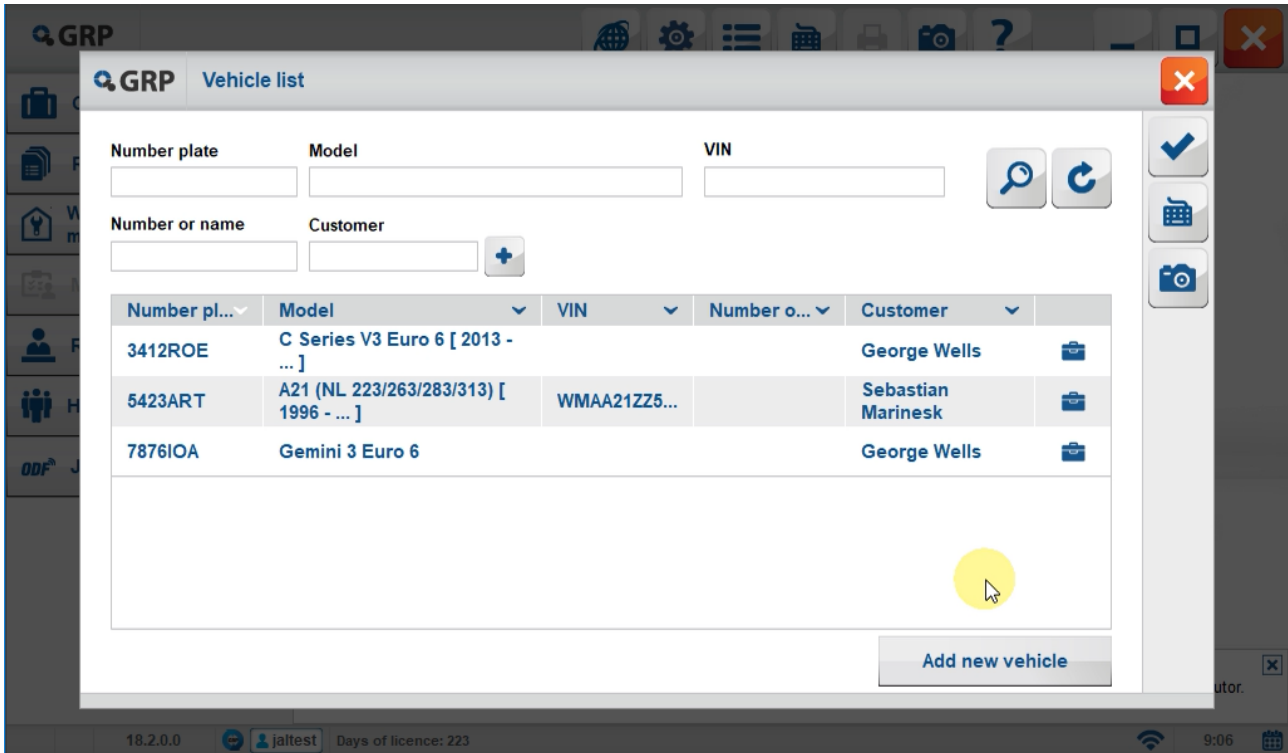 GRP
?
GRP Vehicle list
Number plate Model VIN
Number or name Customer
Number pl... Model VIN Number o... Customer
3412ROE C Series V3 Euro 6 [ 2013 -
... ] George Wells
5423ART A21 (NL 223/263/283/313) [
1996 - ... ] WMAA21ZZ5... Sebastian
Marinesk
7876IOA Gemini 3 Euro 6 George Wells
ODF
Add new vehicle
utor.
18.2.0.0 jaltest Days of licence: 223 9:06